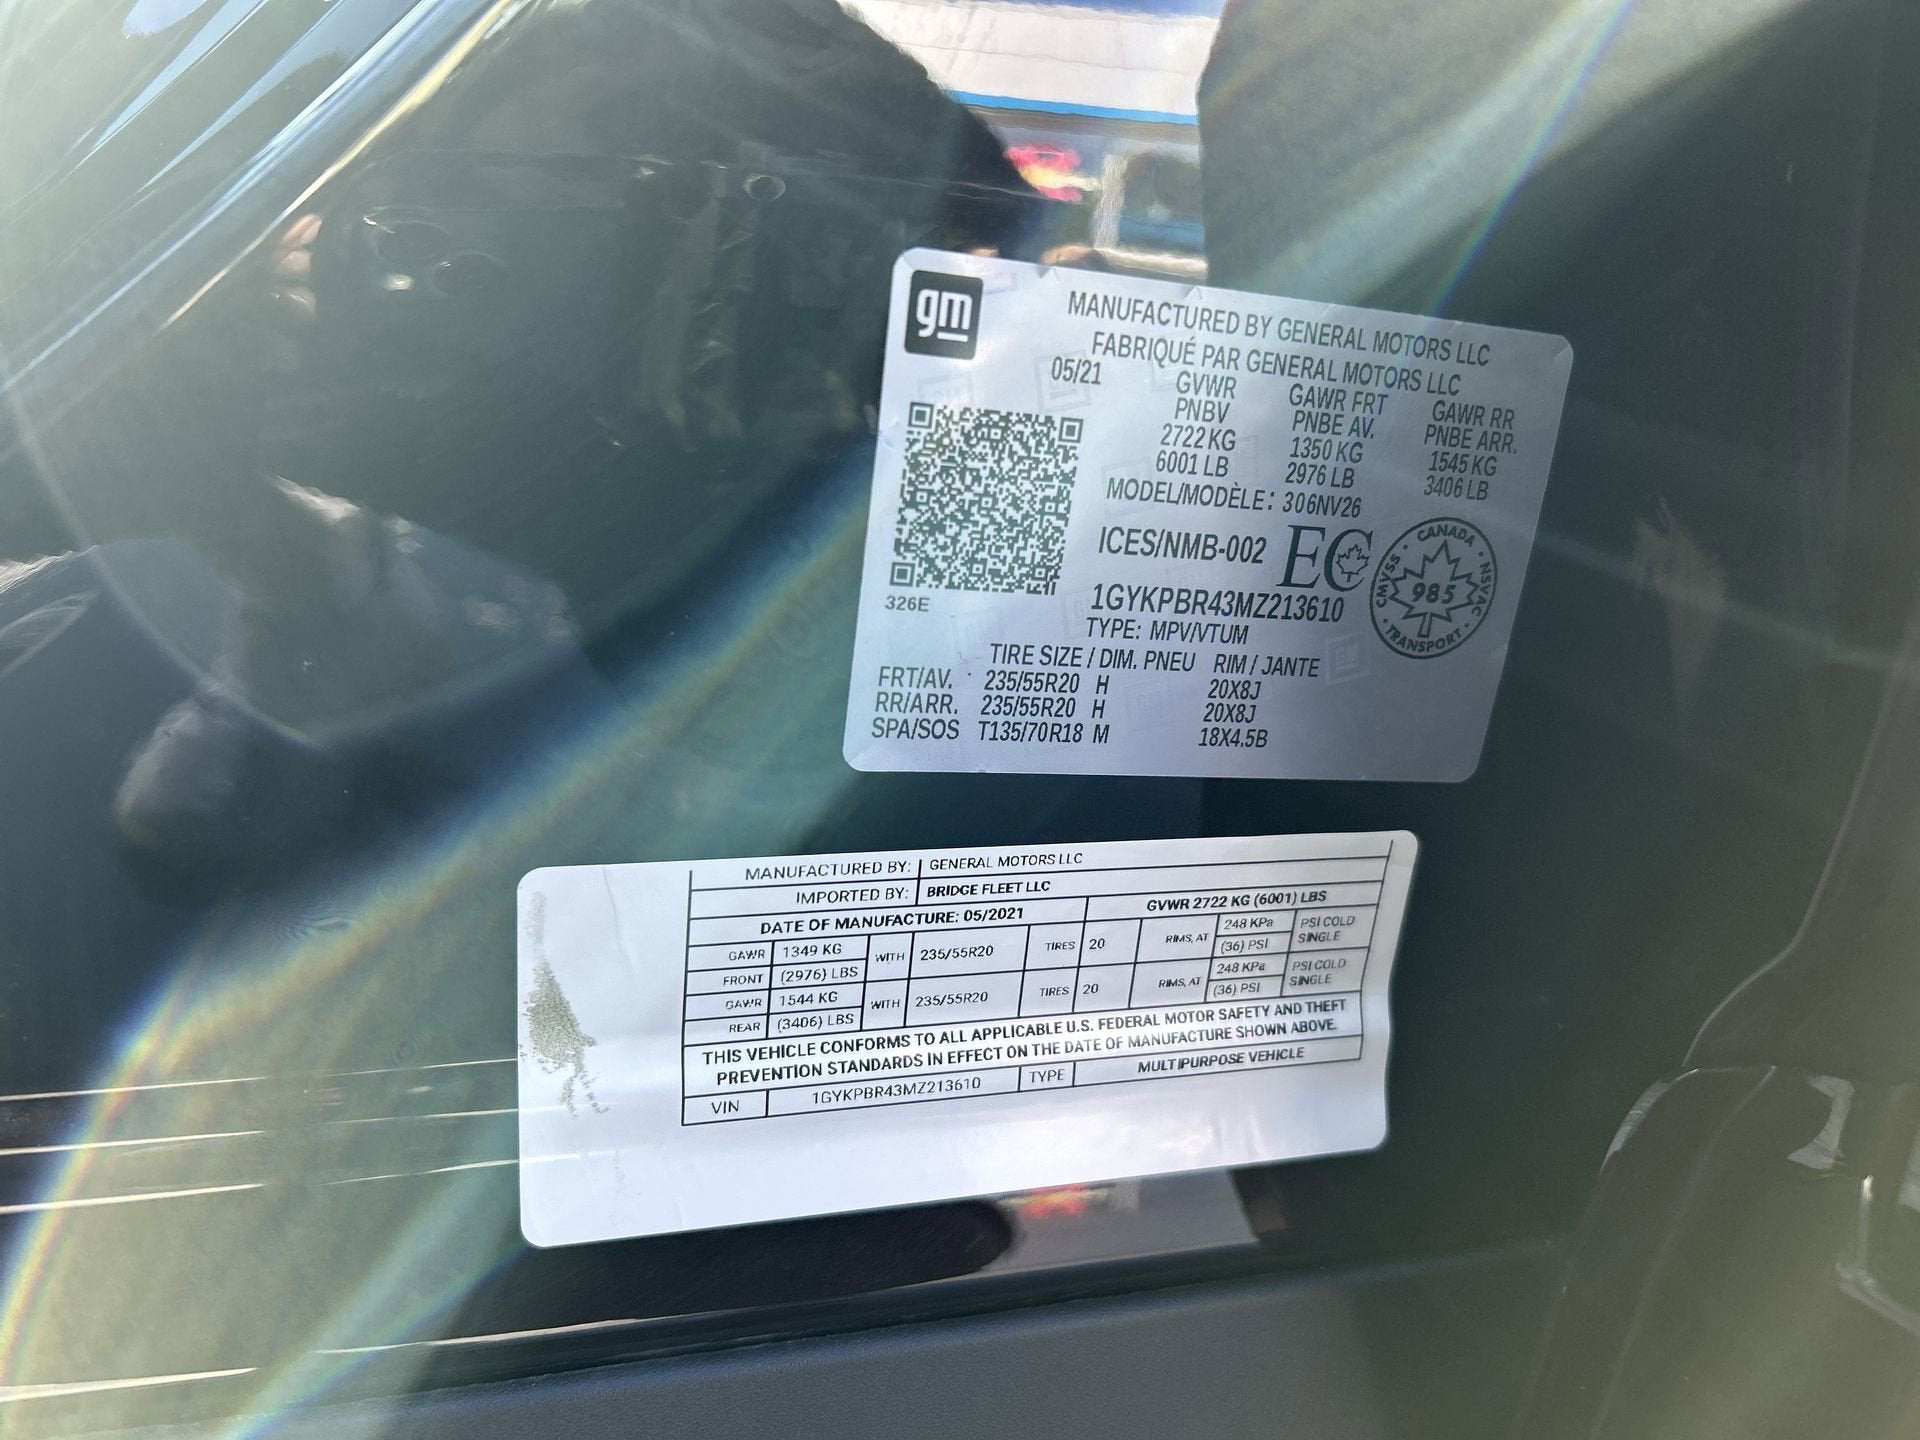 gm
MANUFACTURED BY GENERAL MOTORS LLC
FABRIQUÉ PAR GENERAL MOTORS LLC
05/21 GVWR GAWR FRT GAWR RR
PNBV PNBE AV. PNBE ARR.
2722 KG 1350 KG 1545 KG
6001 LB 2976 LB 3406 LB
MODEL/MODÈLE: 306NV26
ICES/NMB-002 EC
CANADA
CMVSS 985 NSVAC
TRANSPORT
326E
1GYKPBR43MZ213610
TYPE: MPV/VTUM
TIRE SIZE / DIM. PNEU RIM / JANTE
FRT/AV. 235/55R20 H 20X8J
RR/ARR. 235/55R20 H 20X8J
SPA/SOS T135/70R18 M 18X4.5B
MANUFACTURED BY: GENERAL MOTORS LLC
IMPORTED BY: BRIDGE FLEET LLC
DATE OF MANUFACTURE: 05/2021 GVWR 2722 KG (6001) LBS
GAWR 1349 KG WITH 235/55R20 TIRES 20 RIMS, AT 248 KPa PSI COLD
FRONT (2976) LBS (36) PSI SINGLE
GAWR 1544 KG WITH 235/55R20 TIRES 20 RIMS, AT 248 KPa PSI COLD
REAR (3406) LBS (36) PSI SINGLE
THIS VEHICLE CONFORMS TO ALL APPLICABLE U.S. FEDERAL MOTOR SAFETY AND THEFT
PREVENTION STANDARDS IN EFFECT ON THE DATE OF MANUFACTURE SHOWN ABOVE.
VIN 1GYKPBR43MZ213610 TYPE MULTIPURPOSE VEHICLE